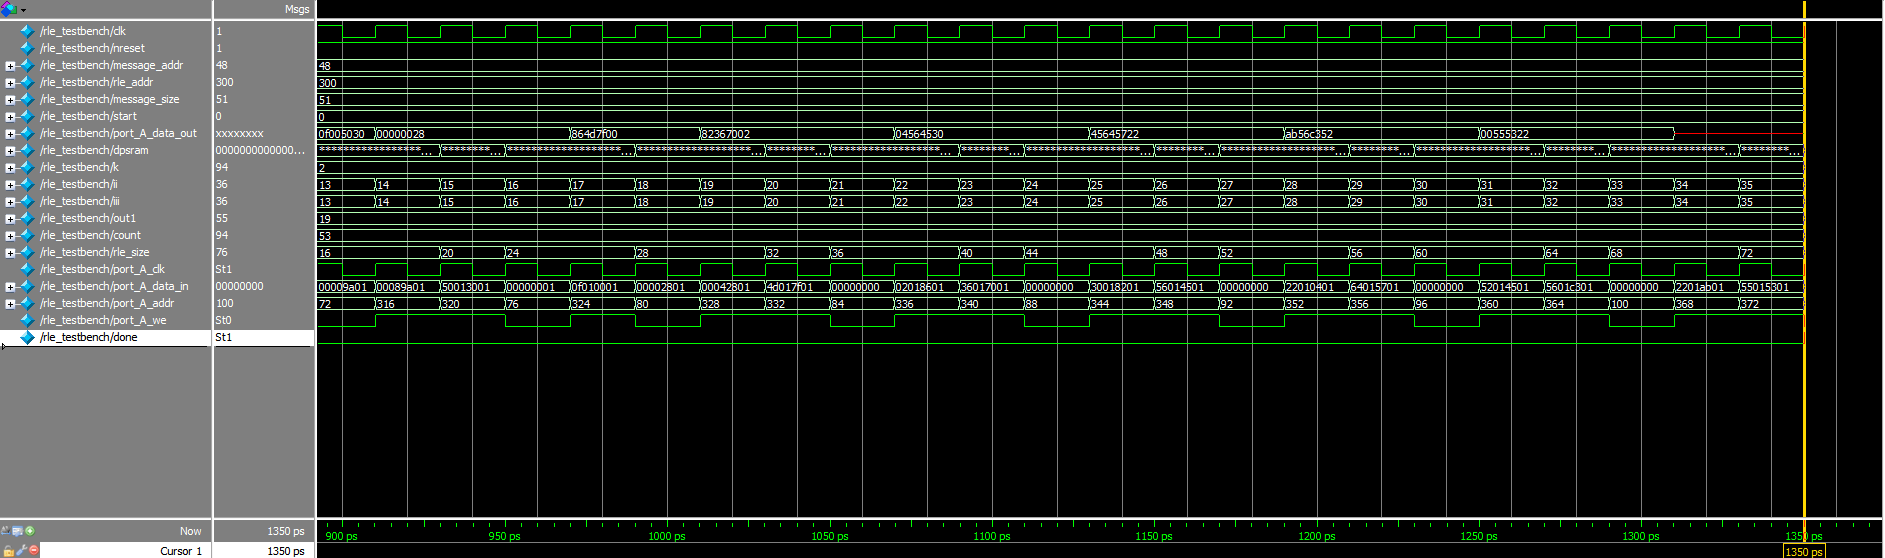 Msgs
/rle_testbench/clk 1
/rle_testbench/nreset 1
/rle_testbench/message_addr 48 48
/rle_testbench/rle_addr 300 300
/rle_testbench/message_size 51 51
/rle_testbench/start 0 0
/rle_testbench/port_A_data_out xxxxxxxx 0f005030 00000028 864d7f00 82367002 04564530 45645722 ab56c352 00555322
/rle_testbench/dpsram 0000000000000... ****************... ********... ****************... ****************... ********... ****************... ********... ****************... ********... ****************... ********... ****************... ********... ****************... ********...
/rle_testbench/k 94 2
/rle_testbench/ii 36 13 14 15 16 17 18 19 20 21 22 23 24 25 26 27 28 29 30 31 32 33 34 35
/rle_testbench/iii 36 13 14 15 16 17 18 19 20 21 22 23 24 25 26 27 28 29 30 31 32 33 34 35
/rle_testbench/out1 55 19
/rle_testbench/count 94 53
/rle_testbench/rle_size 76 16 20 24 28 32 36 40 44 48 52 56 60 64 68 72
/rle_testbench/port_A_clk St1
/rle_testbench/port_A_data_in 00000000 00009a01 00089a01 50013001 00000001 0f010001 00002801 00042801 4d017f01 00000000 02018601 36017001 00000000 30018201 56014501 00000000 22010401 64015701 00000000 52014501 5601c301 00000000 2201ab01 55015301
/rle_testbench/port_A_addr 100 72 316 320 76 324 80 328 332 84 336 340 88 344 348 92 352 356 96 360 364 100 368 372
/rle_testbench/port_A_we St0
/rle_testbench/done St1
Now 1350 ps 900 ps 950 ps 1000 ps 1050 ps 1100 ps 1150 ps 1200 ps 1250 ps 1300 ps 1350 ps
Cursor 1 1350 ps 1350 ps